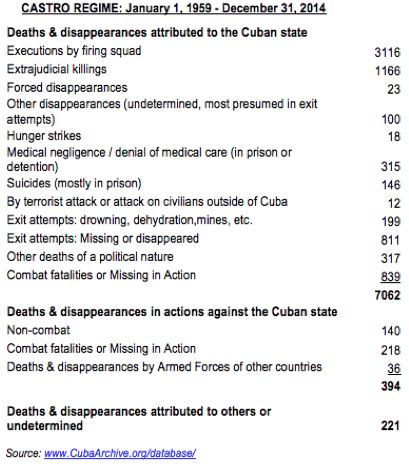 CASTRO REGIME: January 1, 1959 - December 31, 2014
Deaths & disappearances attributed to the Cuban state
Executions by firing squad 3116
Extrajudicial killings 1166
Forced disappearances 23
Other disappearances (undetermined, most presumed in exit
attempts) 100
Hunger strikes 18
Medical negligence / denial of medical care (in prison or
detention) 315
Suicides (mostly in prison) 146
By terrorist attack or attack on civilians outside of Cuba 12
Exit attempts: drowning, dehydration,mines, etc. 199
Exit attempts: Missing or disappeared 811
Other deaths of a political nature 317
Combat fatalities or Missing in Action 839
7062
Deaths & disappearances in actions against the Cuban state
Non-combat 140
Combat fatalities or Missing in Action 218
Deaths & disappearances by Armed Forces of other countries 36
394
Deaths & disappearances attributed to others or
undetermined 221
Source: www.CubaArchive.org/database/